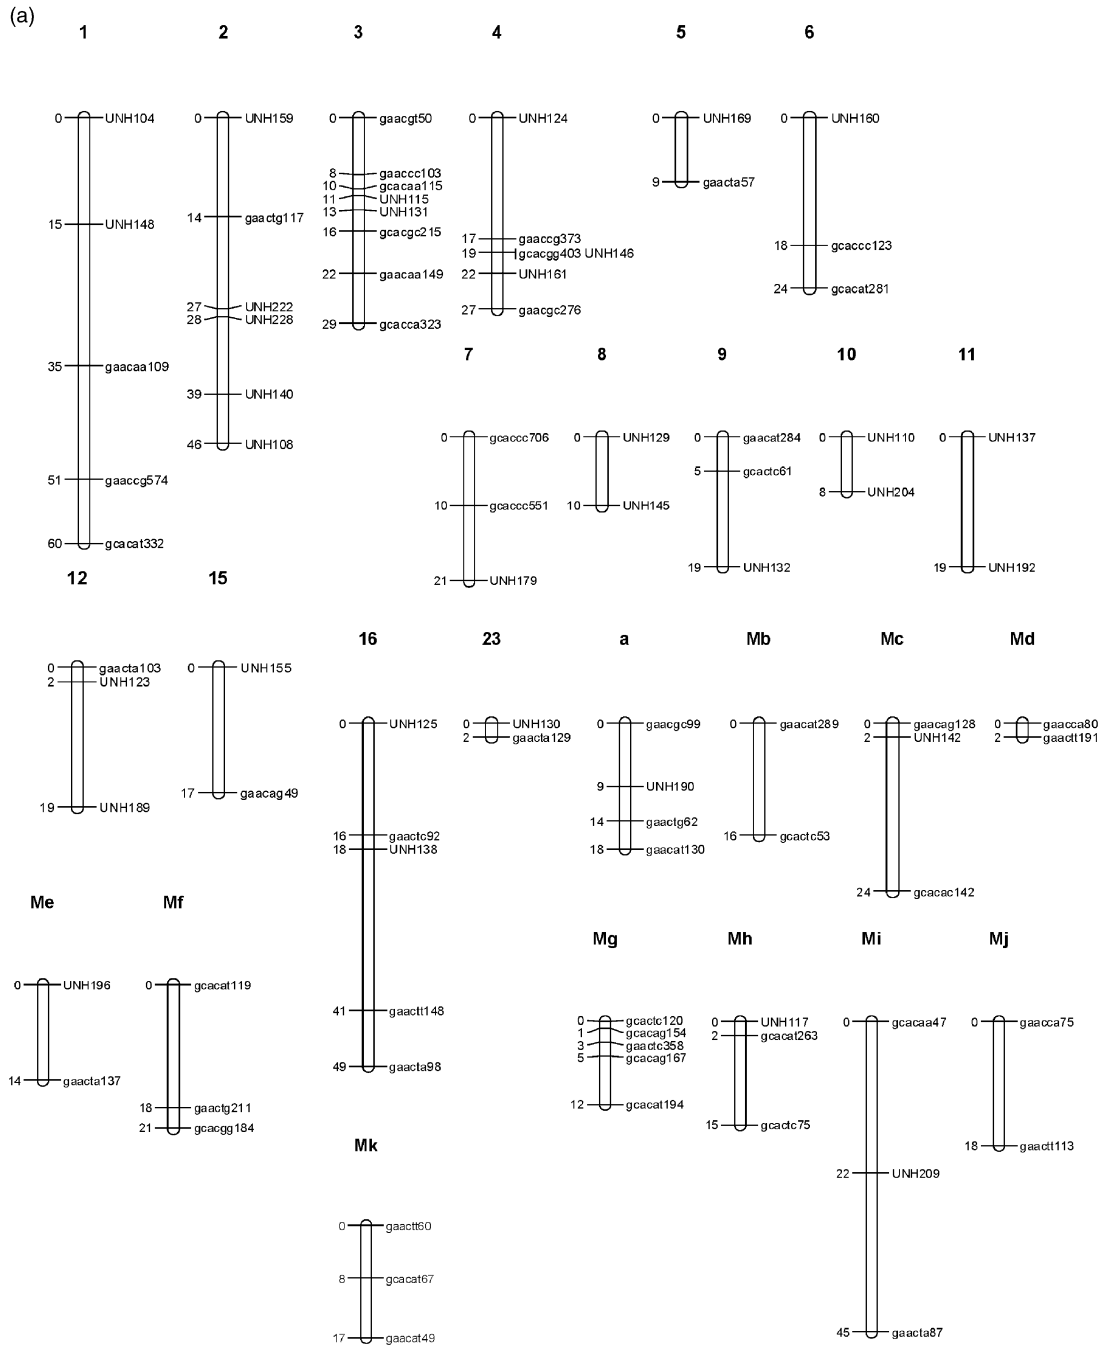 (a)
1
0 UNH104
15 UNH148
35 gaacaa109
51 gaaccg574
60 gcacat332
2
0 UNH159
14 gaactg117
27 UNH222
28 UNH228
39 UNH140
46 UNH108
3
0 gaacgt50
8 gaaccc103
10 gcacaa115
11 UNH115
13 UNH131
16 gcacgc215
22 gaacaa149
29 gcacca323
4
0 UNH124
17 gaaccg373
19 gcacgg403 UNH146
22 UNH161
27 gaacgc276
5
0 UNH169
9 gaacta57
6
0 UNH160
18 gcaccc123
24 gcacat281
7
0 gcaccc706
10 gcaccc551
21 UNH179
8
0 UNH129
10 UNH145
9
0 gaacat284
5 gcactc61
19 UNH132
10
0 UNH110
8 UNH204
11
0 UNH137
19 UNH192
12
0 gaacta103
2 UNH123
19 UNH189
15
0 UNH155
17 gaacag49
16
0 UNH125
16 gaactc92
18 UNH138
41 gaactt148
49 gaacta98
23
0 UNH130
2 gaacta129
a
0 gaacgc99
9 UNH190
14 gaactg62
18 gaacat130
Mb
0 gaacat289
16 gcactc53
Mc
0 gaacag128
2 UNH142
24 gcacac142
Md
0 gaacca80
2 gaactt191
Me
0 UNH196
14 gaacta137
Mf
0 gcacat119
18 gaactg211
21 gcacgg184
Mg
0 gcactc120
1 gcacag154
3 gaactc358
5 gcacag167
12 gcacat194
Mh
0 UNH117
2 gcacat263
15 gcactc75
Mi
0 gcacaa47
22 UNH209
45 gaacta87
Mj
0 gaacca75
18 gaactt113
Mk
0 gaactt60
8 gcacat67
17 gaacat49